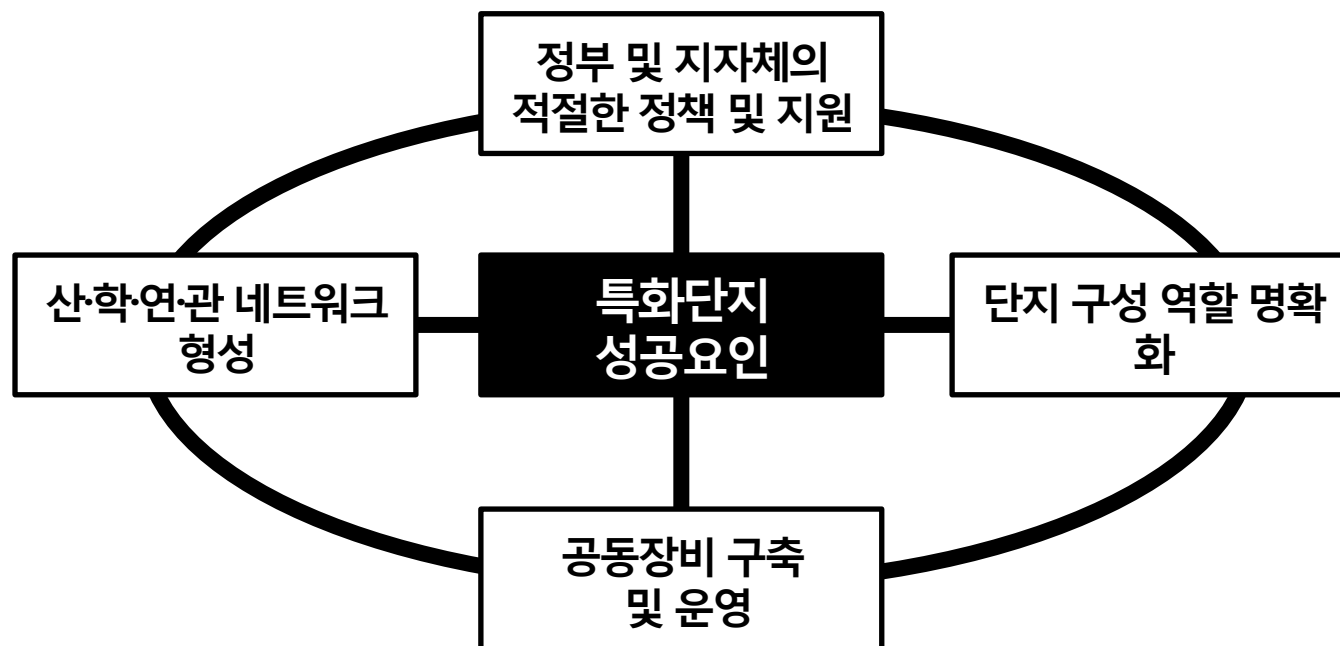 정부 및 지자체의
적절한 정책 및 지원
산·학·연·관 네트워크
형성
특화단지
성공요인
단지 구성 역할 명확
화
공동장비 구축
및 운영